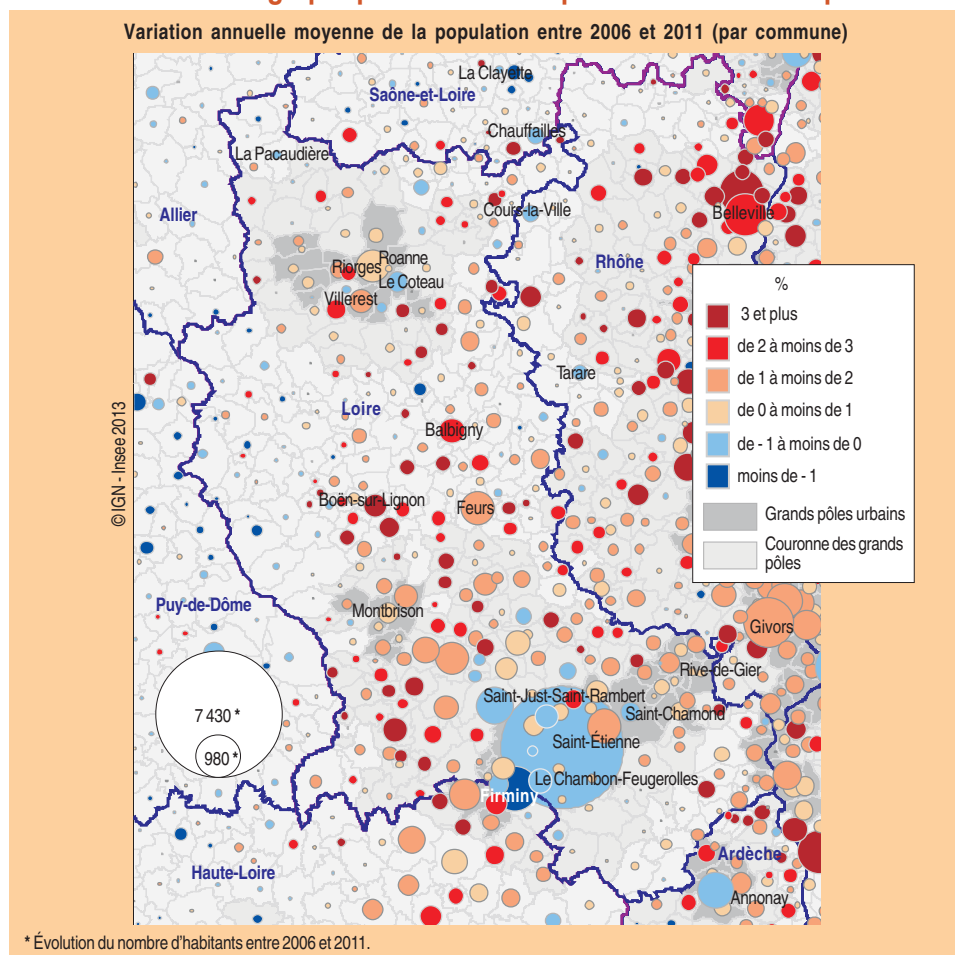 Variation annuelle moyenne de la population entre 2006 et 2011 (par commune)
La Clayette
Saône-et-Loire
Chauffailles
La Pacaudière
Allier
Cours-la-Ville
Belleville
Rhône
Roanne
Riorges
Le Coteau
Villerest
%
3 et plus
de 2 à moins de 3
de 1 à moins de 2
de 0 à moins de 1
de - 1 à moins de 0
moins de - 1
Grands pôles urbains
Couronne des grands
pôles
Tarare
Loire
Balbigny
© IGN - Insee 2013
Boën-sur-Lignon
Feurs
Puy-de-Dôme
Montbrison
Givors
Rive-de-Gier
Saint-Just-Saint-Rambert
Saint-Chamond
7 430 *
Saint-Étienne
980 *
Le Chambon-Feugerolles
Firminy
Ardèche
Haute-Loire
Annonay
* Évolution du nombre d'habitants entre 2006 et 2011.